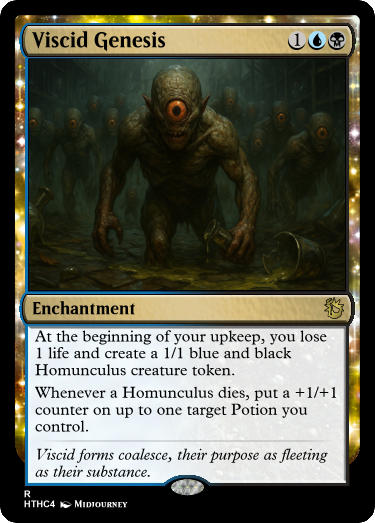 Viscid Genesis 1
Enchantment
At the beginning of your upkeep, you lose
1 life and create a 1/1 blue and black
Homunculus creature token.
Whenever a Homunculus dies, put a +1/+1
counter on up to one target Potion you
control.
Viscid forms coalesce, their purpose as fleeting
as their substance.
R
HTHC4 Midjourney